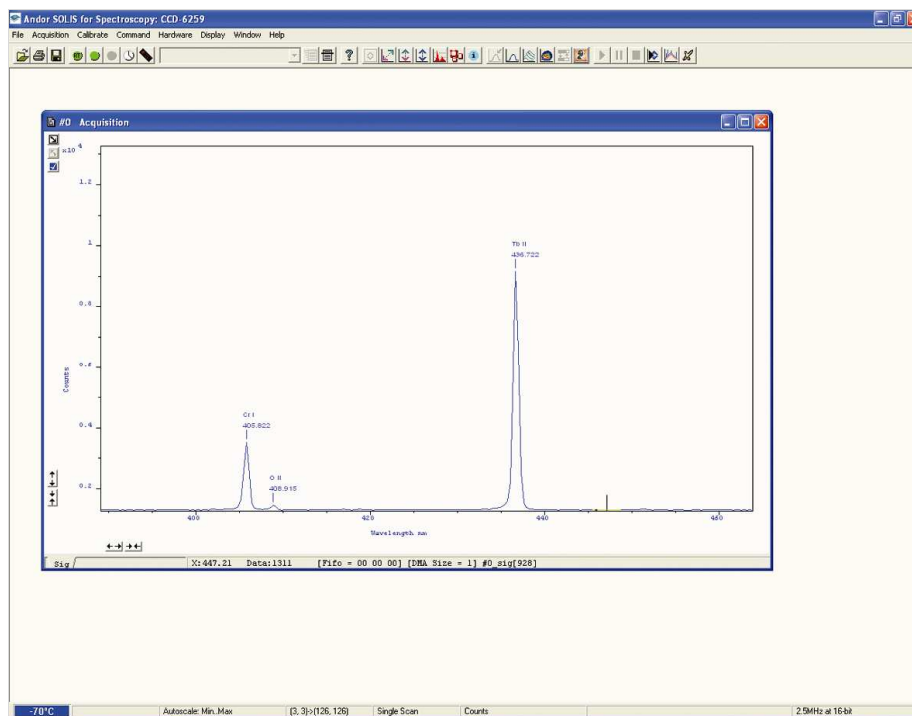 Andor SOLIS for Spectroscopy: CCD-6259
File Acquisition Calibrate Command Hardware Display Window Help
#0 Acquisition
x10 4
1.2
1
0.8
0.6
0.4
0.2
Counts
Tb II
436.722
Cr I
405.822
O II
408.915
400
420
440
460
Wavelength nm
Sig
X:447.21 Data:1311 [Fifo = 00 00 00] [DMA Size = 1] #0_sig[928]
-70°C Autoscale: Min..Max (3, 3)->(126, 126) Single Scan Counts 2.5MHz at 16-bit